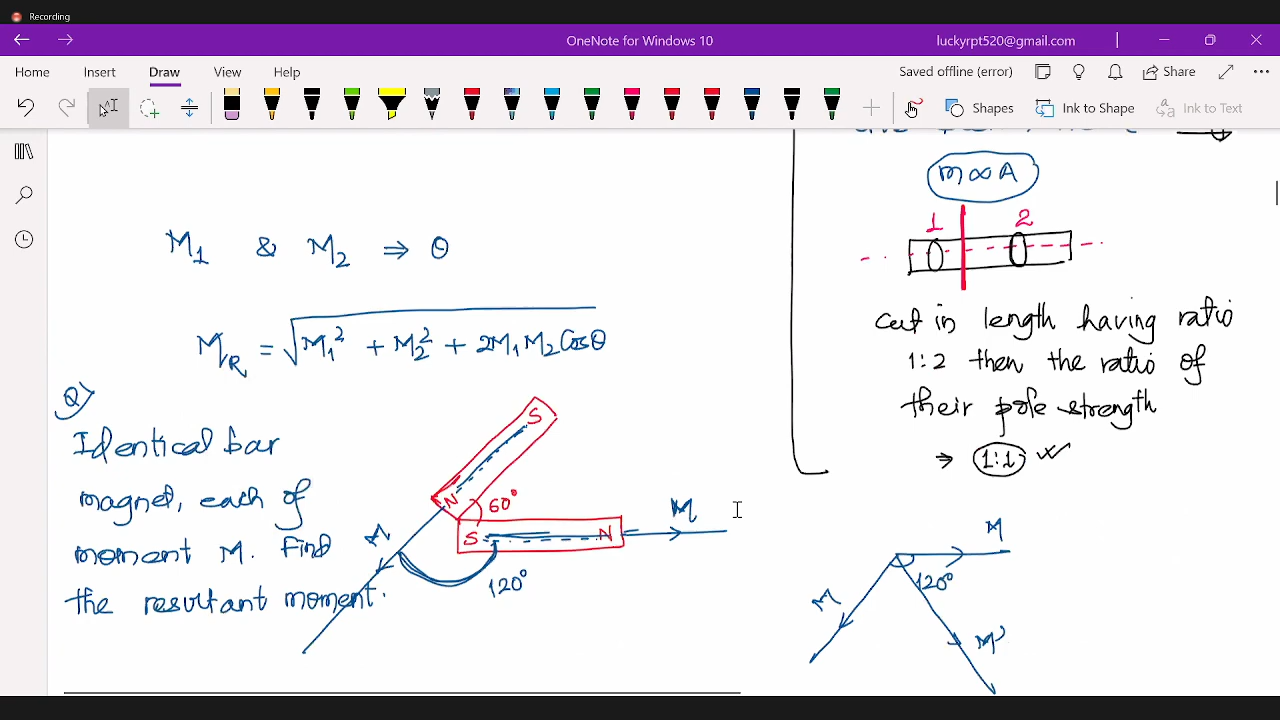 Recording
OneNote for Windows 10
luckyrpt520@gmail.com
Home Insert Draw View Help
Saved offline (error)
Share
Shapes
Ink to Shape
Ink to Text
M1 & M2 ⇒ θ
MR = √M1² + M2² + 2M1M2Cosθ
Q)
Identical bar
magnet, each of
moment M. Find
the resultant moment.
S
N
60°
S
N
M
M
120°
m∞A
1 2
Cut in length having ratio
1:2 then the ratio of
their pole strength
⇒ 1:1
M
120°
M
M'